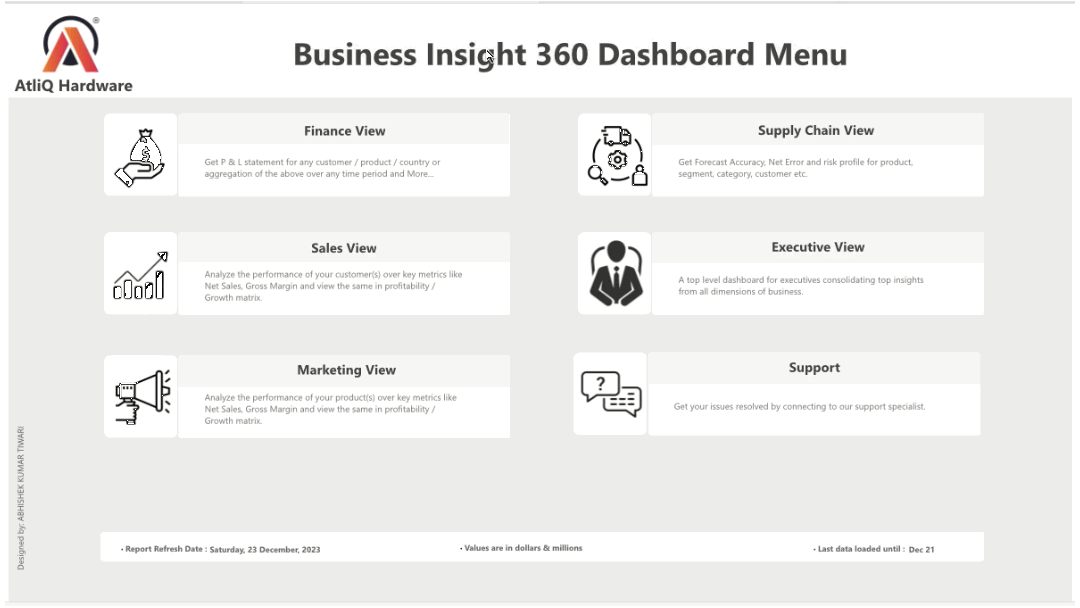 ®
AtliQ Hardware
Business Insight 360 Dashboard Menu
Finance View
Get P & L statement for any customer / product / country or
aggregation of the above over any time period and More...
Supply Chain View
Get Forecast Accuracy, Net Error and risk profile for product,
segment, category, customer etc.
Sales View
Analyze the performance of your customer(s) over key metrics like
Net Sales, Gross Margin and view the same in profitability /
Growth matrix.
Executive View
A top level dashboard for executives consolidating top insights
from all dimensions of business.
Marketing View
Analyze the performance of your product(s) over key metrics like
Net Sales, Gross Margin and view the same in profitability /
Growth matrix.
Support
Get your issues resolved by connecting to our support specialist.
Designed by: ABHISHEK KUMAR TIWARI
• Report Refresh Date : Saturday, 23 December, 2023
• Values are in dollars & millions
• Last data loaded until : Dec 21